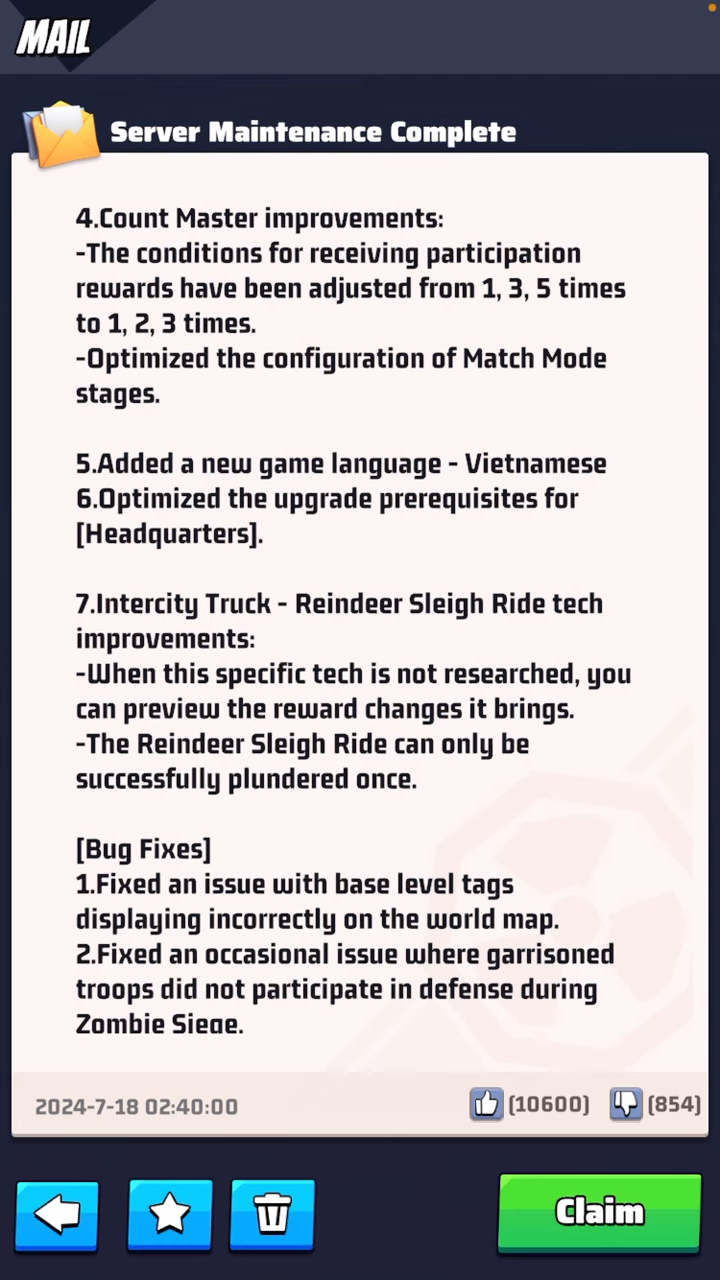 MAIL
Server Maintenance Complete
4.Count Master improvements:
-The conditions for receiving participation
rewards have been adjusted from 1, 3, 5 times
to 1, 2, 3 times.
-Optimized the configuration of Match Mode
stages.
5.Added a new game language - Vietnamese
6.Optimized the upgrade prerequisites for
[Headquarters].
7.Intercity Truck - Reindeer Sleigh Ride tech
improvements:
-When this specific tech is not researched, you
can preview the reward changes it brings.
-The Reindeer Sleigh Ride can only be
successfully plundered once.
[Bug Fixes]
1.Fixed an issue with base level tags
displaying incorrectly on the world map.
2.Fixed an occasional issue where garrisoned
troops did not participate in defense during
Zombie Siege.
2024-7-18 02:40:00 (10600) (854)
Claim